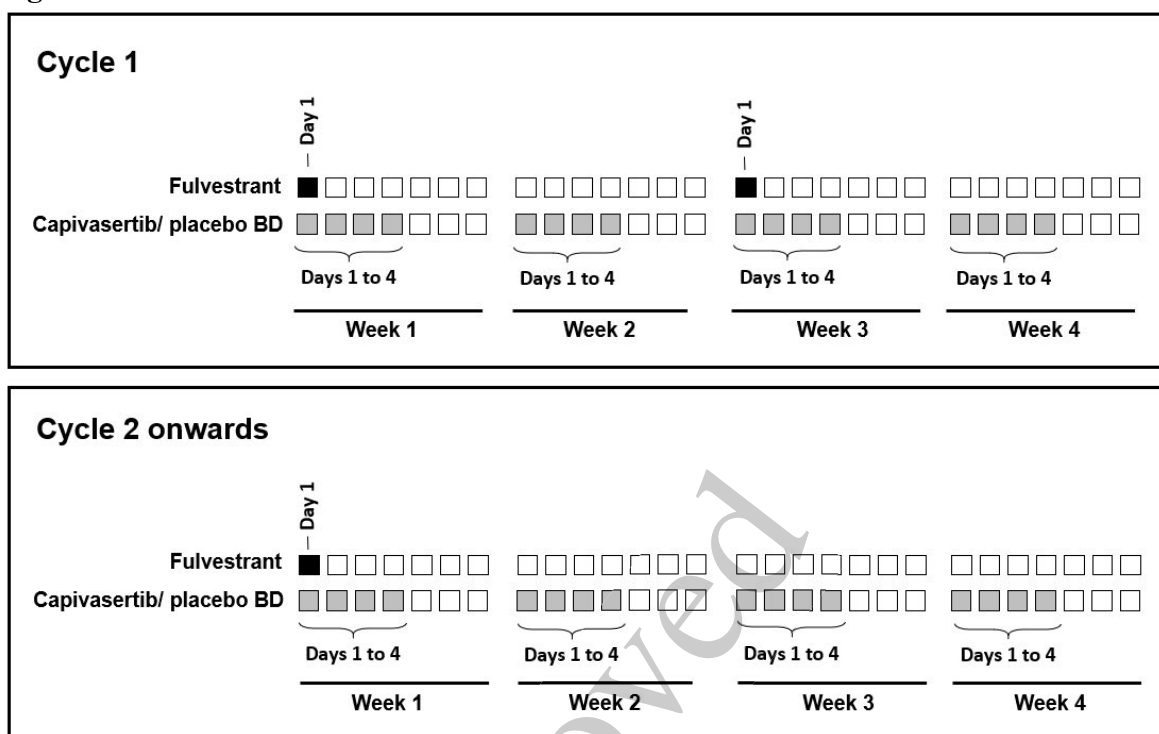 Cycle 1
Day 1
Day 1
Fulvestrant
Capivasertib/ placebo BD
Days 1 to 4
Days 1 to 4
Days 1 to 4
Days 1 to 4
Week 1
Week 2
Week 3
Week 4
Cycle 2 onwards
Day 1
Fulvestrant
Capivasertib/ placebo BD
Days 1 to 4
Days 1 to 4
Days 1 to 4
Days 1 to 4
Week 1
Week 2
Week 3
Week 4